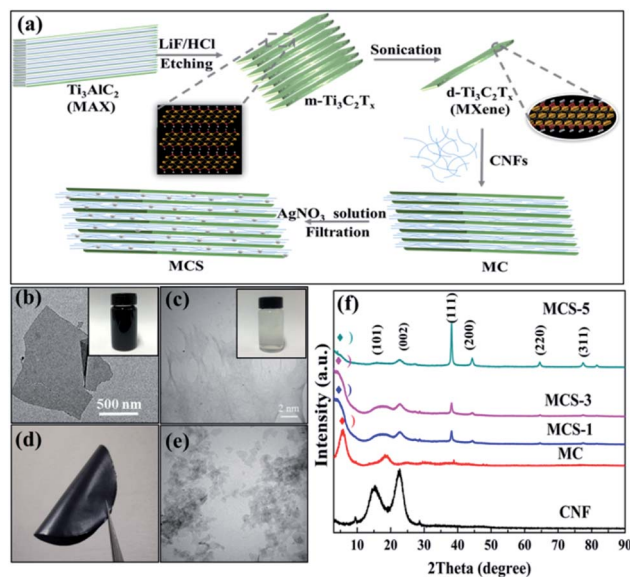 (a)
LiF/HCl
Etching
Ti₃AlC₂
(MAX)
m-Ti₃C₂Tₓ
Sonication
d-Ti₃C₂Tₓ
(MXene)
CNFs
MC
AgNO₃ solution
Filtration
MCS
(b)
500 nm
(c)
2 nm
(d)
(e)
(f)
Intensity (a.u.)
(101)
(002)
(111)
(200)
(220)
(311)
MCS-5
MCS-3
MCS-1
MC
CNF
10 20 30 40 50 60 70 80 90
2Theta (degree)